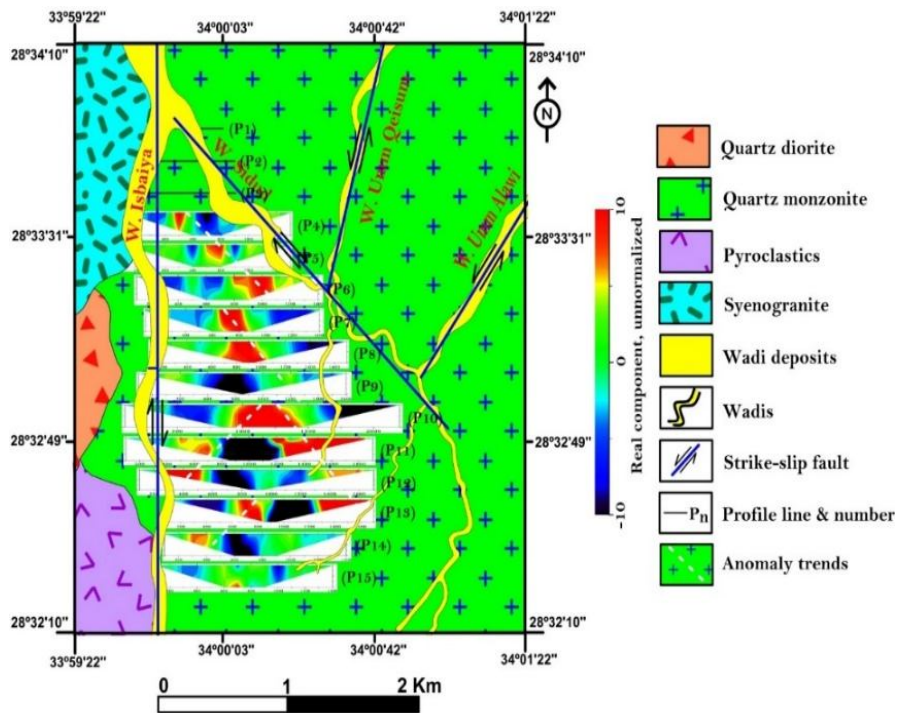 33°59'22"
34°00'03"
34°00'42"
34°01'22"
28°34'10"
28°34'10"
N
(P1)
(P2)
W. Isbaiya
W. Umm Qeisum
W. Umm Alawi
28°33'31"
28°33'31"
(P4)
P5)
(P6
P7)
(P8
(P9
(P10)
(P11)
(P12
(P13
(P14)
(P15)
28°32'49"
28°32'49"
28°32'10"
28°32'10"
33°59'22"
34°00'03"
34°00'42"
34°01'22"
0 1 2 Km
10
0
-10
Real component, unnormalized
Quartz diorite
Quartz monzonite
Pyroclastics
Syenogranite
Wadi deposits
Wadis
Strike-slip fault
Pn Profile line & number
Anomaly trends